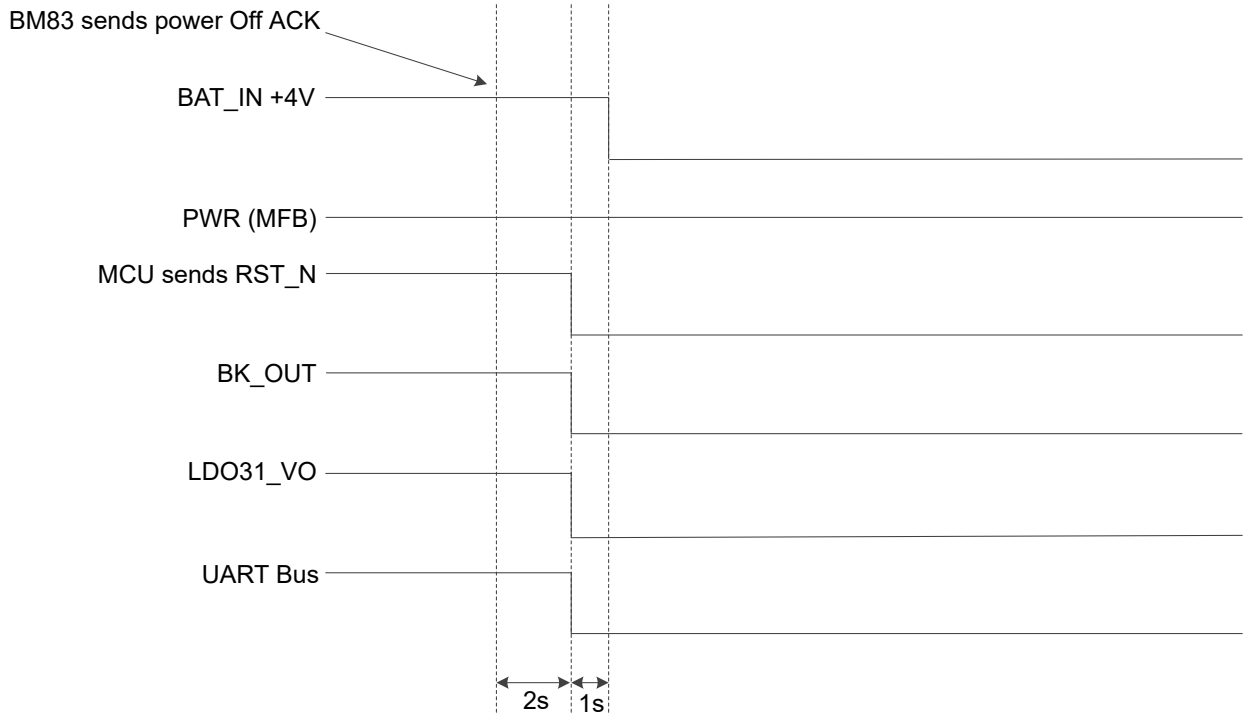 BM83 sends power Off ACK
BAT_IN +4V
PWR (MFB)
MCU sends RST_N
BK_OUT
LDO31_VO
UART Bus
2s
1s